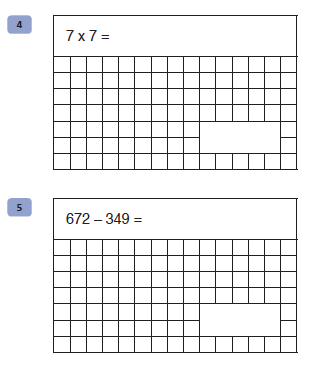 4
7 x 7 =
5
672 – 349 =